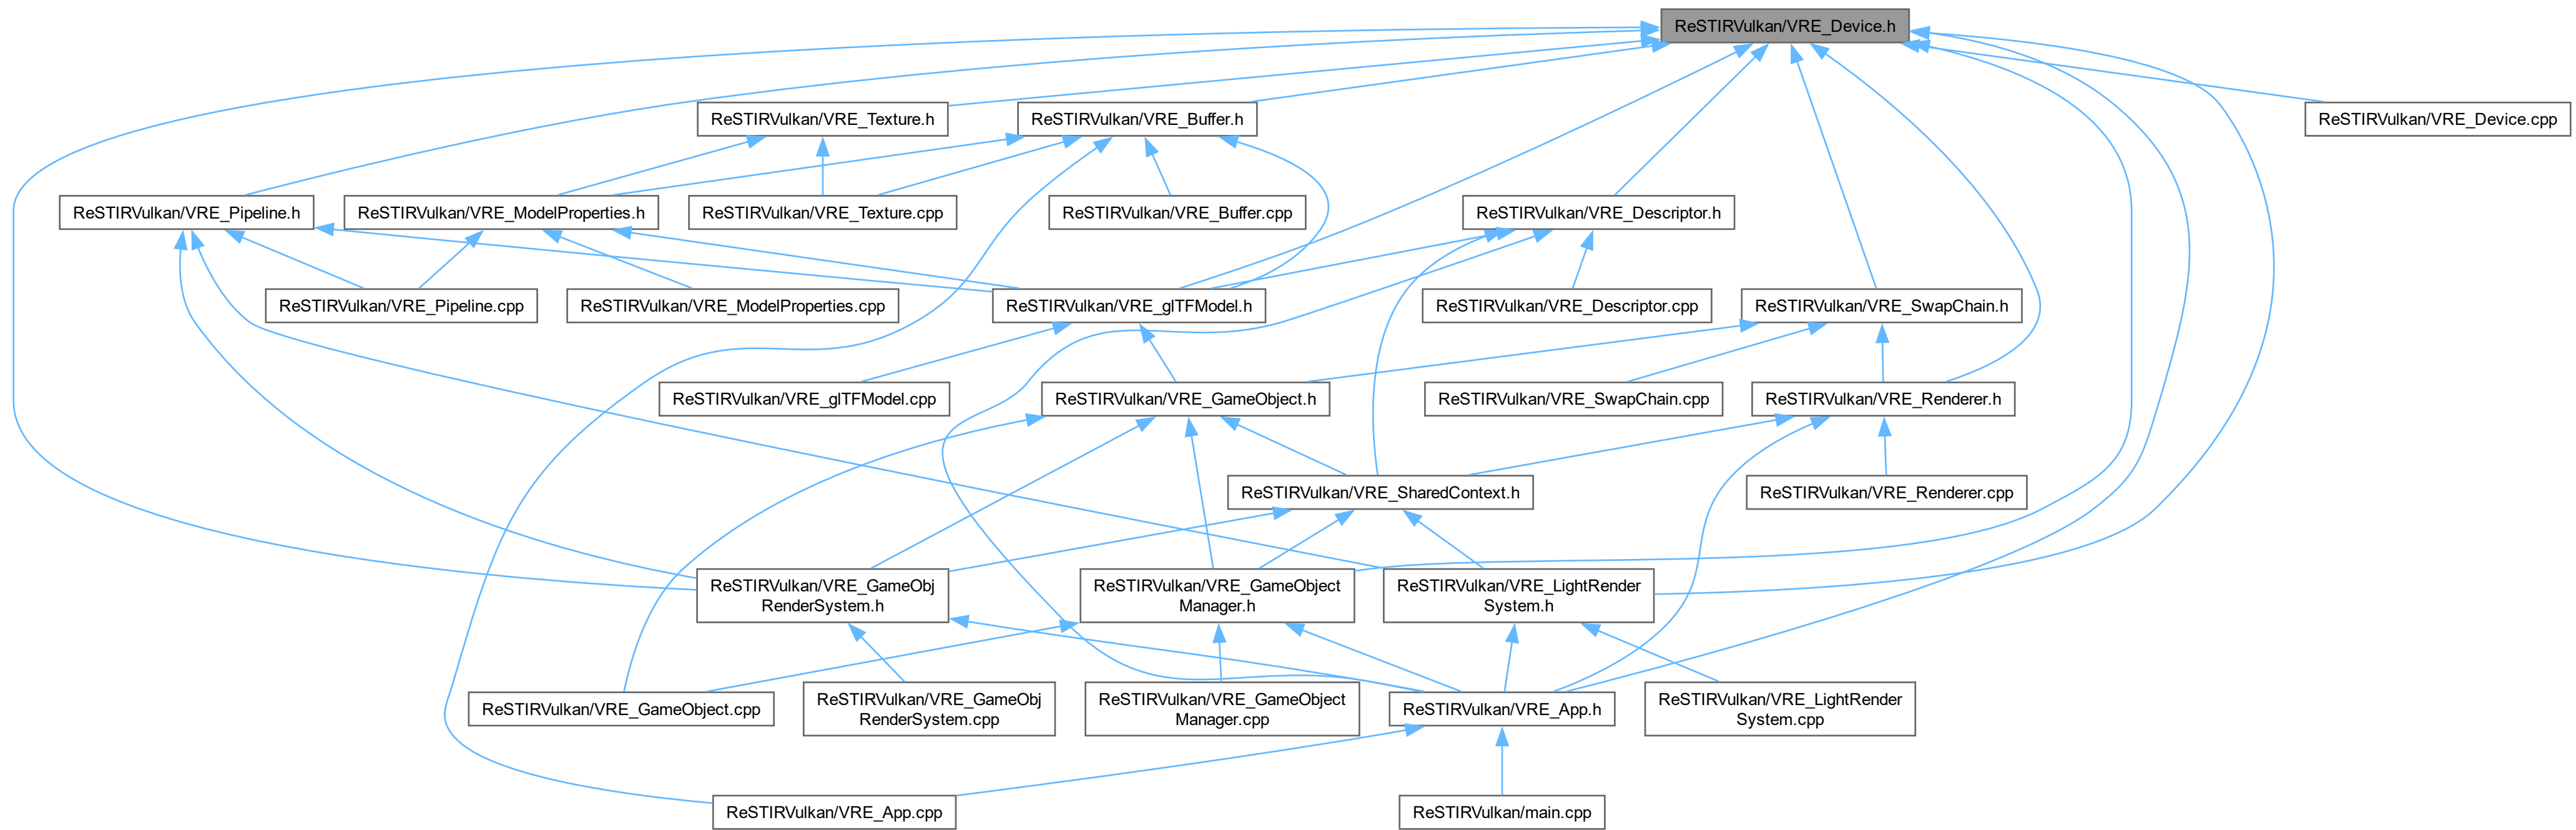 ReSTIRVulkan/VRE_Device.h
ReSTIRVulkan/VRE_Texture.h
ReSTIRVulkan/VRE_Buffer.h
ReSTIRVulkan/VRE_Device.cpp
ReSTIRVulkan/VRE_Pipeline.h
ReSTIRVulkan/VRE_ModelProperties.h
ReSTIRVulkan/VRE_Texture.cpp
ReSTIRVulkan/VRE_Buffer.cpp
ReSTIRVulkan/VRE_Descriptor.h
ReSTIRVulkan/VRE_Pipeline.cpp
ReSTIRVulkan/VRE_ModelProperties.cpp
ReSTIRVulkan/VRE_glTFModel.h
ReSTIRVulkan/VRE_Descriptor.cpp
ReSTIRVulkan/VRE_SwapChain.h
ReSTIRVulkan/VRE_glTFModel.cpp
ReSTIRVulkan/VRE_GameObject.h
ReSTIRVulkan/VRE_SwapChain.cpp
ReSTIRVulkan/VRE_Renderer.h
ReSTIRVulkan/VRE_SharedContext.h
ReSTIRVulkan/VRE_Renderer.cpp
ReSTIRVulkan/VRE_GameObj
RenderSystem.h
ReSTIRVulkan/VRE_GameObject
Manager.h
ReSTIRVulkan/VRE_LightRender
System.h
ReSTIRVulkan/VRE_GameObject.cpp
ReSTIRVulkan/VRE_GameObj
RenderSystem.cpp
ReSTIRVulkan/VRE_GameObject
Manager.cpp
ReSTIRVulkan/VRE_App.h
ReSTIRVulkan/VRE_LightRender
System.cpp
ReSTIRVulkan/VRE_App.cpp
ReSTIRVulkan/main.cpp